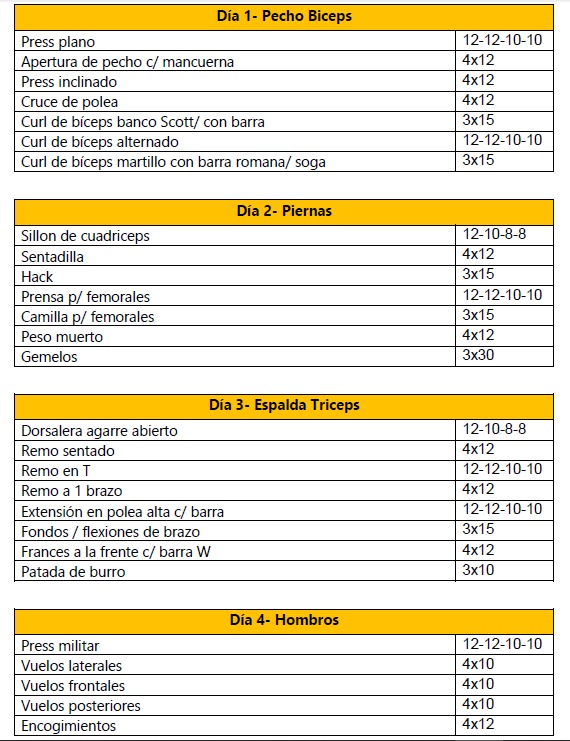 Día 1- Pecho Biceps
Press plano 12-12-10-10
Apertura de pecho c/ mancuerna 4x12
Press inclinado 4x12
Cruce de polea 4x12
Curl de bíceps banco Scott/ con barra 3x15
Curl de bíceps alternado 12-12-10-10
Curl de bíceps martillo con barra romana/ soga 3x15
Día 2- Piernas
Sillon de cuadriceps 12-10-8-8
Sentadilla 4x12
Hack 3x15
Prensa p/ femorales 12-12-10-10
Camilla p/ femorales 3x15
Peso muerto 4x12
Gemelos 3x30
Día 3- Espalda Triceps
Dorsalera agarre abierto 12-10-8-8
Remo sentado 4x12
Remo en T 12-12-10-10
Remo a 1 brazo 4x12
Extensión en polea alta c/ barra 12-12-10-10
Fondos / flexiones de brazo 3x15
Frances a la frente c/ barra W 4x12
Patada de burro 3x10
Día 4- Hombros
Press militar 12-12-10-10
Vuelos laterales 4x10
Vuelos frontales 4x10
Vuelos posteriores 4x10
Encogimientos 4x12